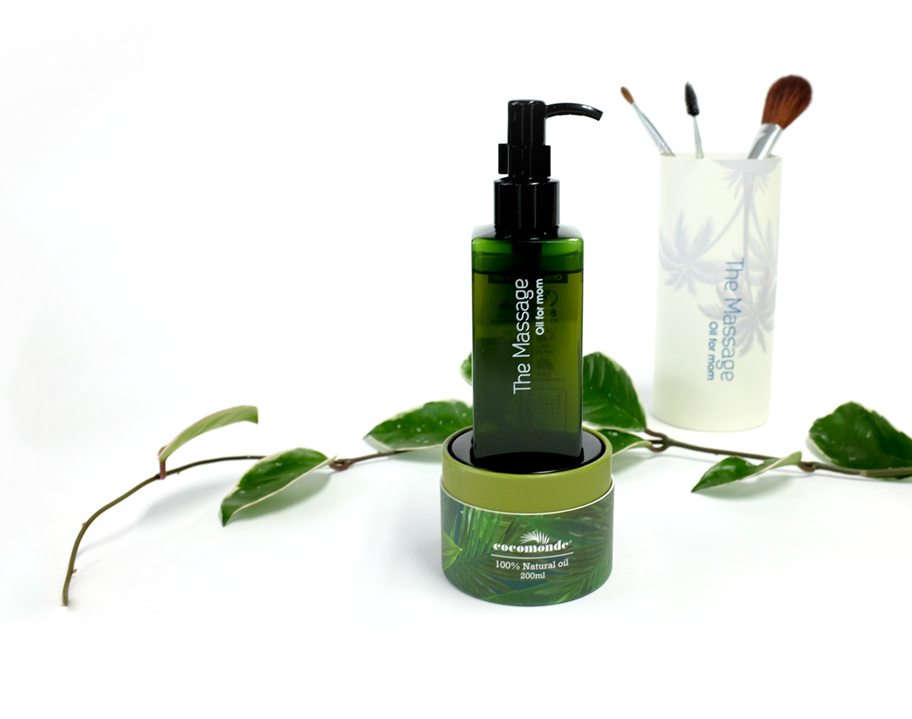 The Massage
Oil for mom
cocomonde
100% Natural oil
200ml
The Massage
Oil for mom